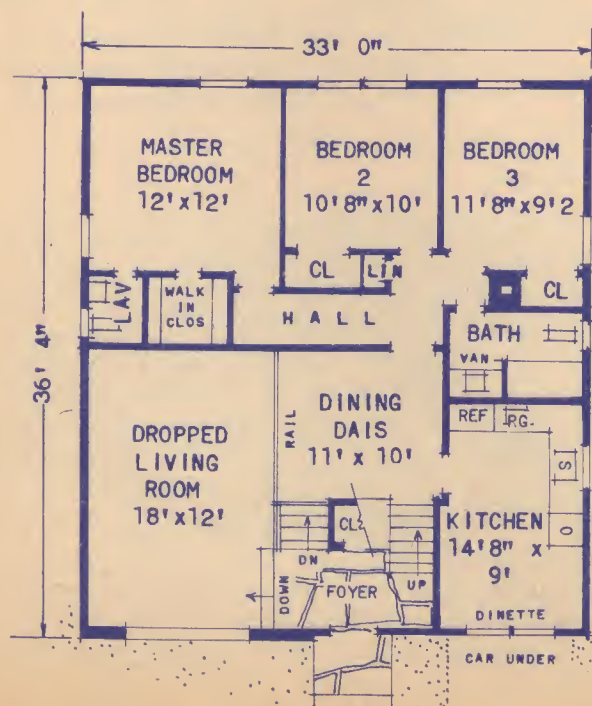 33' 0"
36' 4"
MASTER
BEDROOM
12'x12'
BEDROOM
2
10'8"x10'
BEDROOM
3
11'8"x9'2
LAV
WALK
IN
CLOS
CL
LIN
CL
HALL
BATH
VAN
DROPPED
LIVING
ROOM
18'x12'
RAIL
DINING
DAIS
11' x 10'
REF
RG.
S
O
KITCHEN
14'8" x
9'
DINETTE
CL
DN
UP
DOWN
FOYER
CAR UNDER